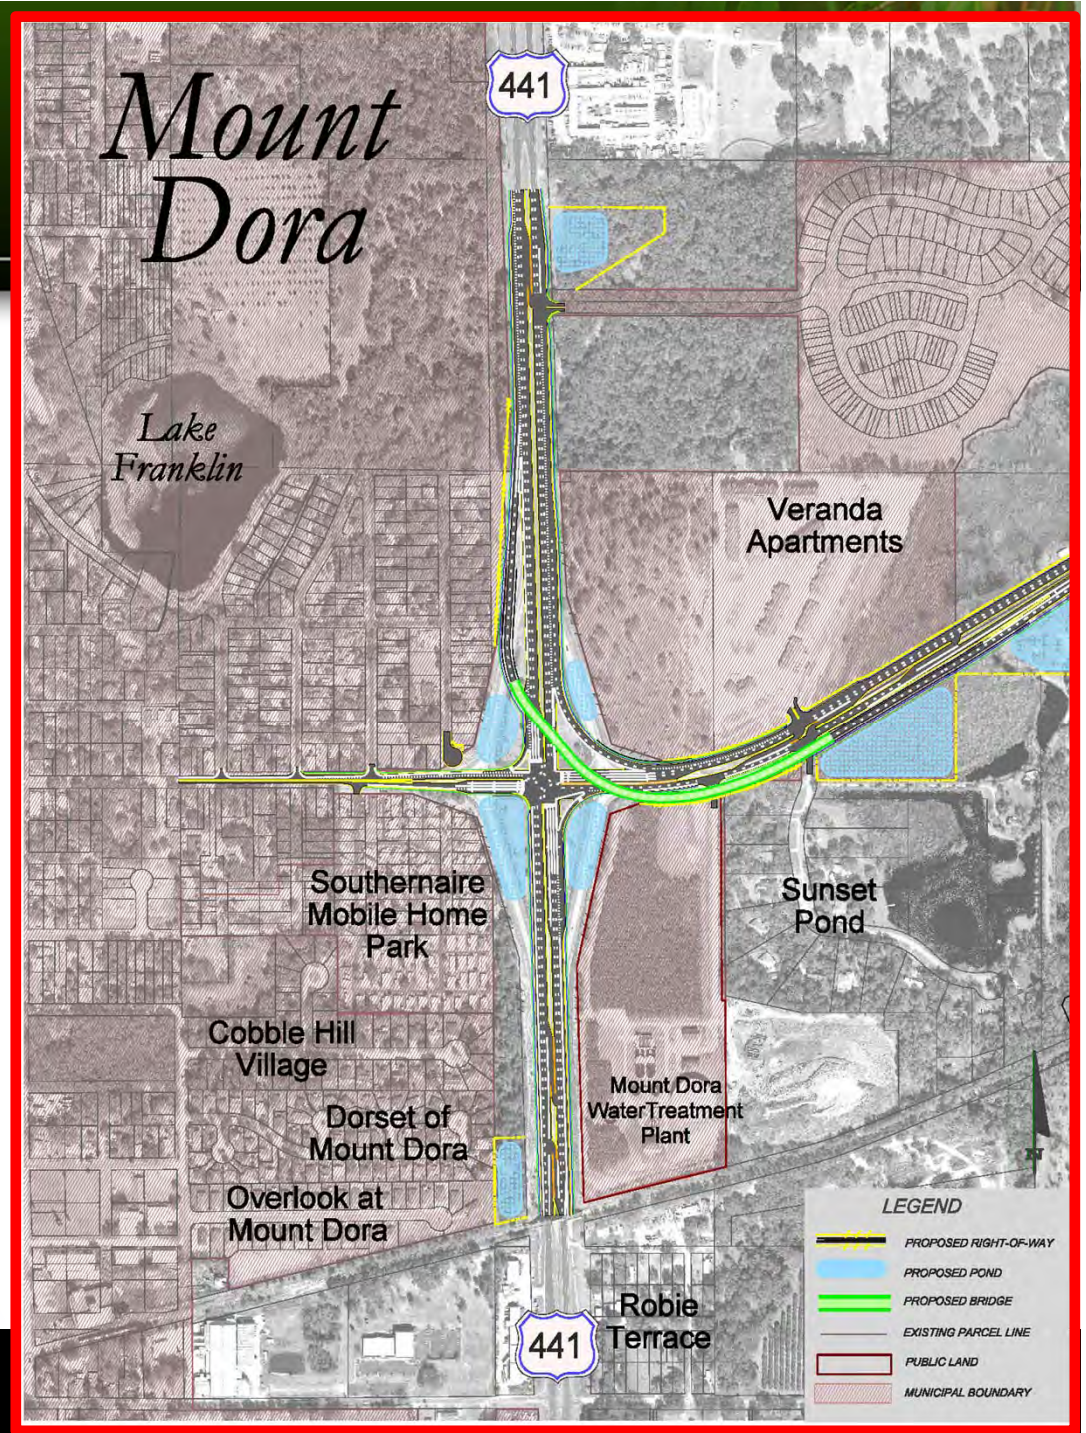 441
Mount
Dora
Lake
Franklin
Veranda
Apartments
Southernaire
Mobile Home
Park
Sunset
Pond
Cobble Hill
Village
Mount Dora
WaterTreatment
Plant
Dorset of
Mount Dora
N
Overlook at
Mount Dora
Robie
Terrace
441
LEGEND
PROPOSED RIGHT-OF-WAY
PROPOSED POND
PROPOSED BRIDGE
EXISTING PARCEL LINE
PUBLIC LAND
MUNICIPAL BOUNDARY